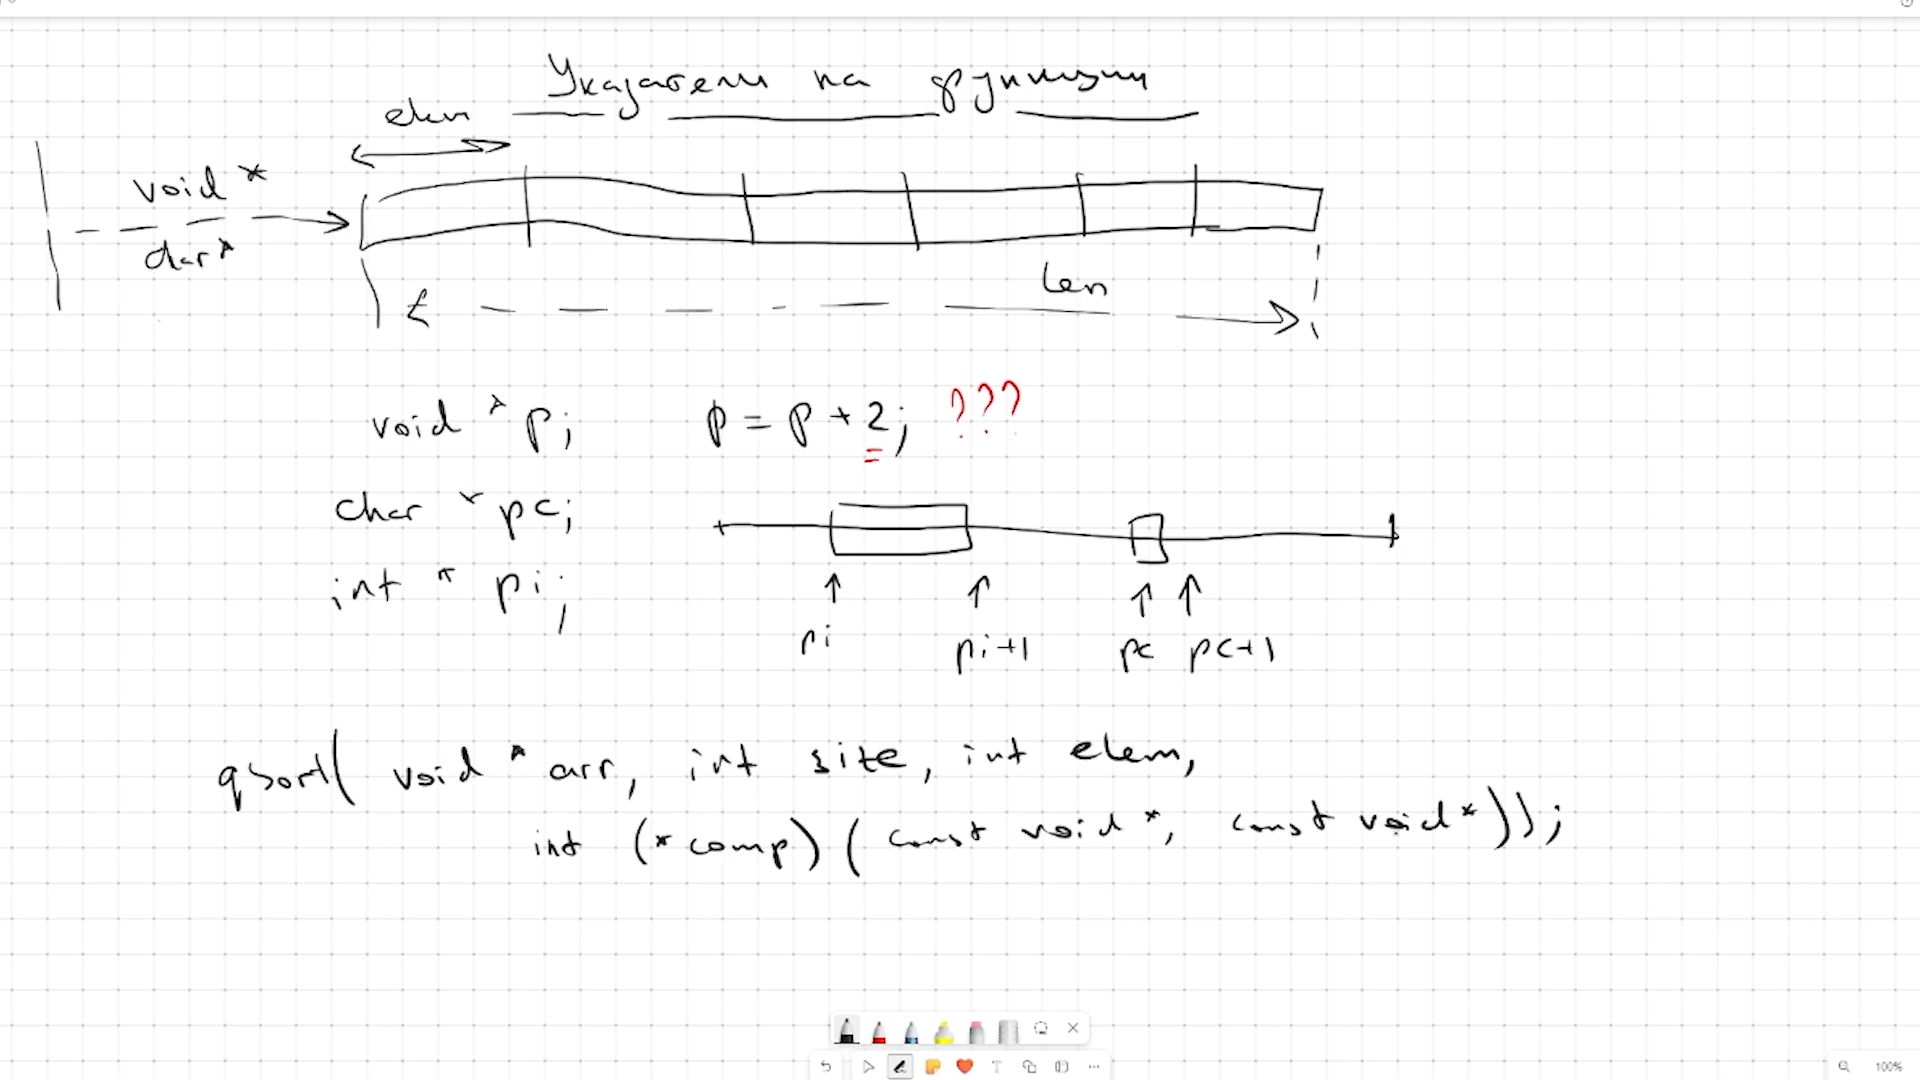 Указатели на функции
elem
void *
char *
len
void * p; p = p + 2; ???
char * pc;
int * pi;
pi pi+1 pc pc+1
qsort( void * arr, int size, int elem,
int (*comp) ( const void *, const void *));
100%